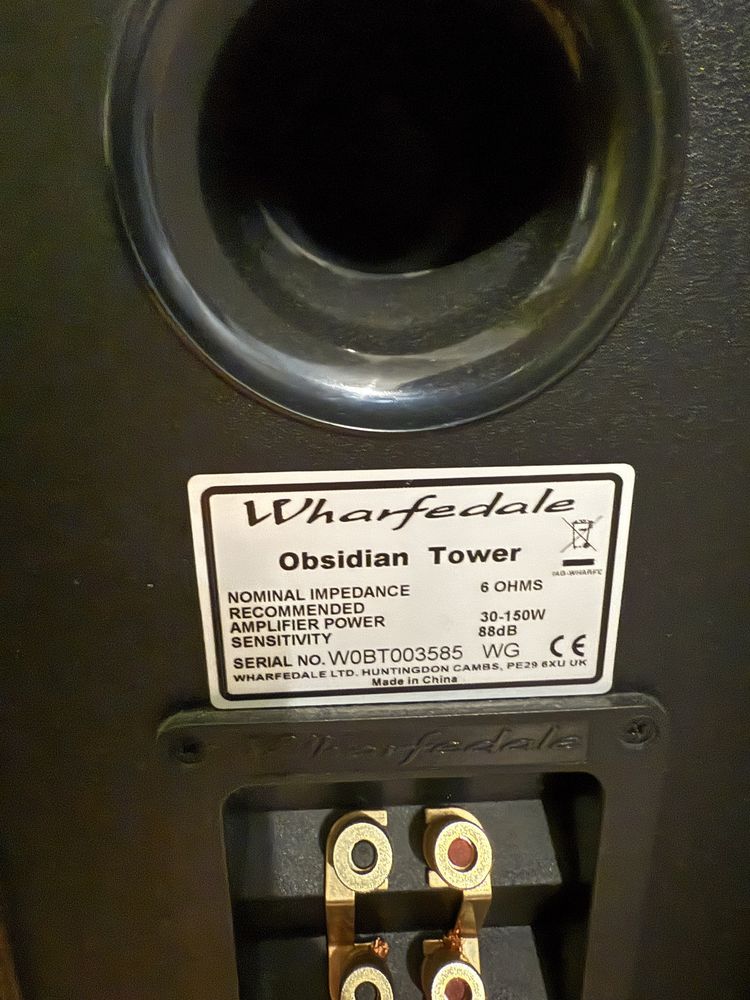 Wharfedale
Obsidian Tower
NOMINAL IMPEDANCE 6 OHMS
RECOMMENDED
AMPLIFIER POWER 30-150W
SENSITIVITY 88dB
SERIAL NO. W0BT003585 WG CE
WHARFEDALE LTD. HUNTINGDON CAMBS, PE29 6XU UK
Made in China
Wharfedale